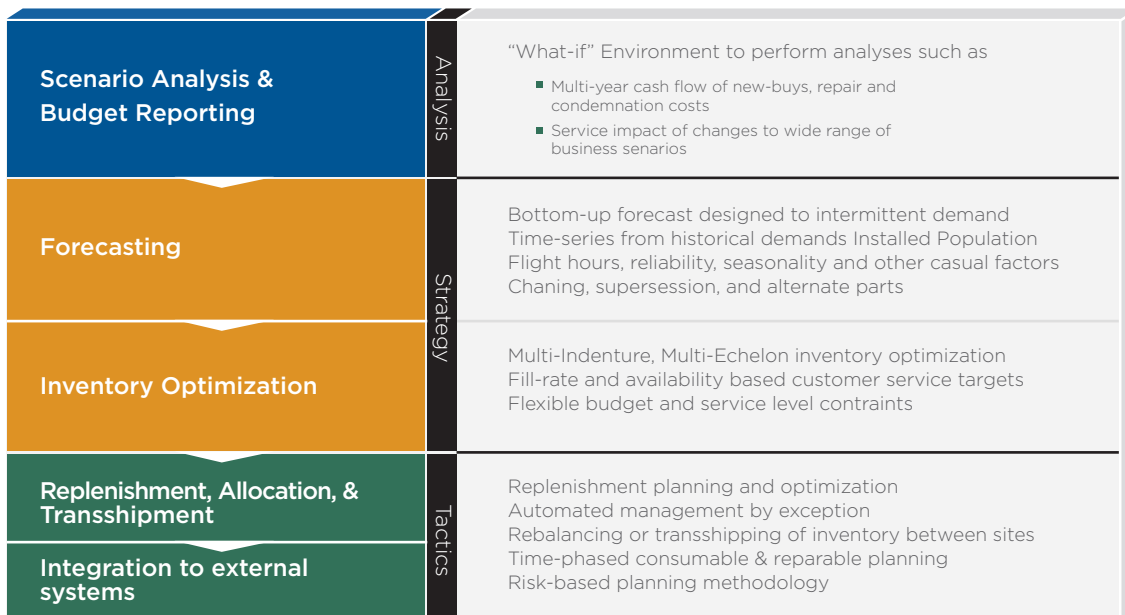 Scenario Analysis &
Budget Reporting
Analysis
“What-if” Environment to perform analyses such as
Multi-year cash flow of new-buys, repair and
condemnation costs
Service impact of changes to wide range of
business senarios
Forecasting
Strategy
Bottom-up forecast designed to intermittent demand
Time-series from historical demands Installed Population
Flight hours, reliability, seasonality and other casual factors
Chaning, supersession, and alternate parts
Inventory Optimization
Multi-Indenture, Multi-Echelon inventory optimization
Fill-rate and availability based customer service targets
Flexible budget and service level contraints
Replenishment, Allocation, &
Transshipment
Integration to external
systems
Tactics
Replenishment planning and optimization
Automated management by exception
Rebalancing or transshipping of inventory between sites
Time-phased consumable & reparable planning
Risk-based planning methodology